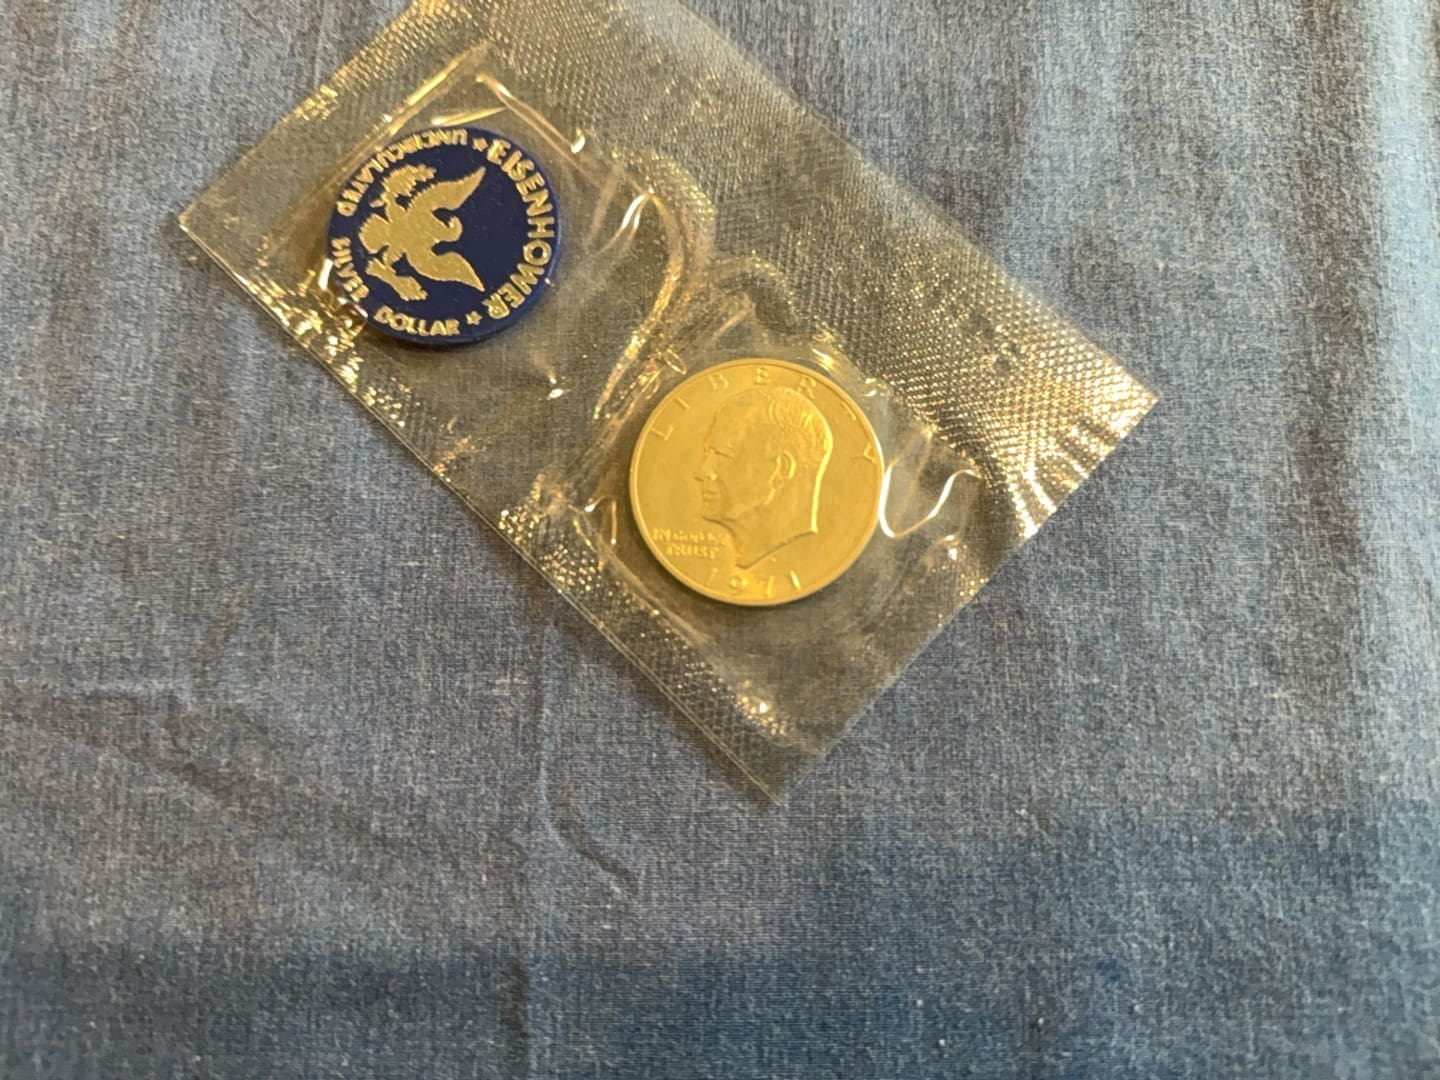 EISENHOWER
UNCIRCULATED SILVER DOLLAR
LIBERTY
IN GOD WE
TRUST
1971